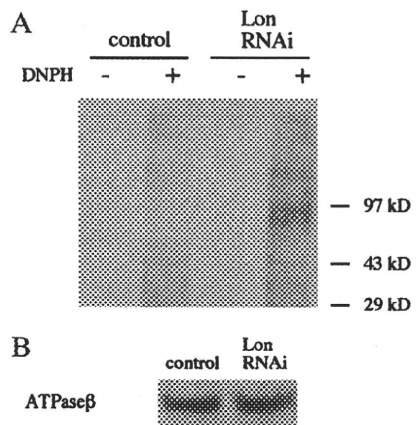 A
control Lon RNAi
DNPH - + - +
97 kD
43 kD
29 kD
B
control Lon RNAi
ATPaseβ